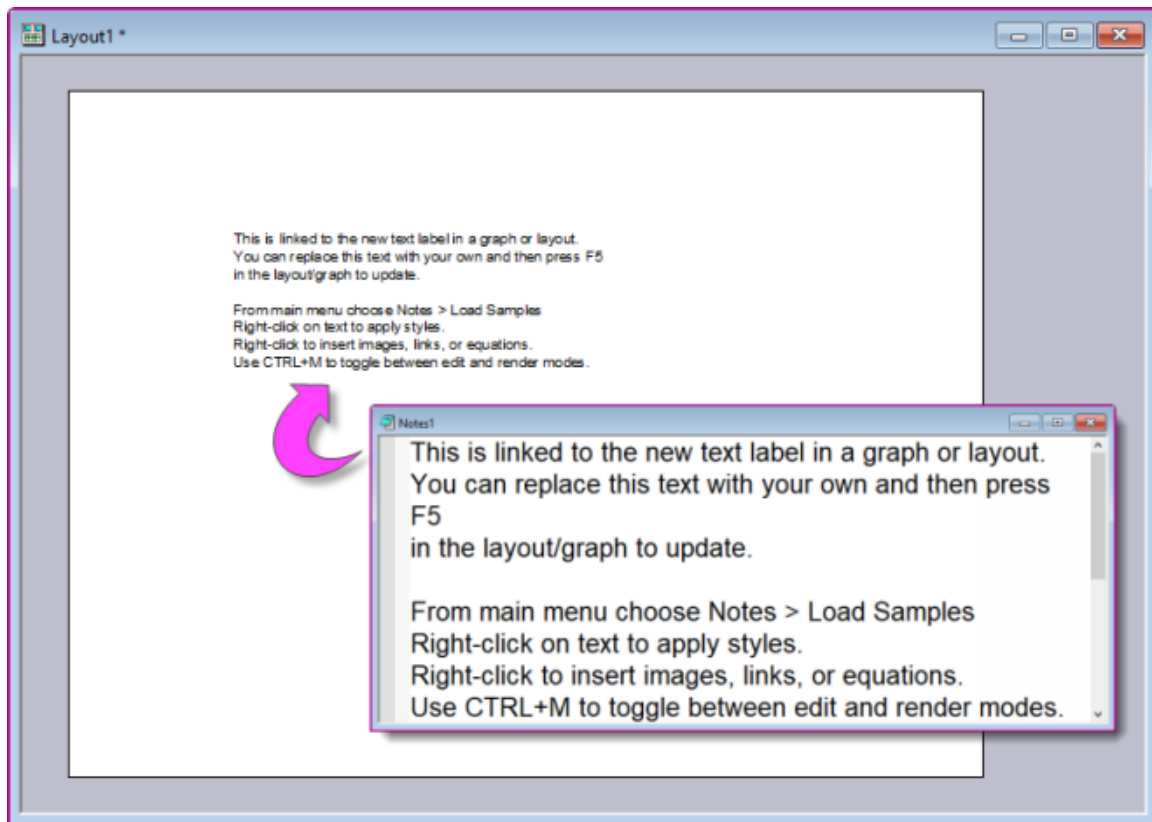 Layout1 *
This is linked to the new text label in a graph or layout.
You can replace this text with your own and then press F5
in the layout/graph to update.
From main menu choose Notes > Load Samples
Right-click on text to apply styles.
Right-click to insert images, links, or equations.
Use CTRL+M to toggle between edit and render modes.
Notes1
This is linked to the new text label in a graph or layout.
You can replace this text with your own and then press
F5
in the layout/graph to update.
From main menu choose Notes > Load Samples
Right-click on text to apply styles.
Right-click to insert images, links, or equations.
Use CTRL+M to toggle between edit and render modes.